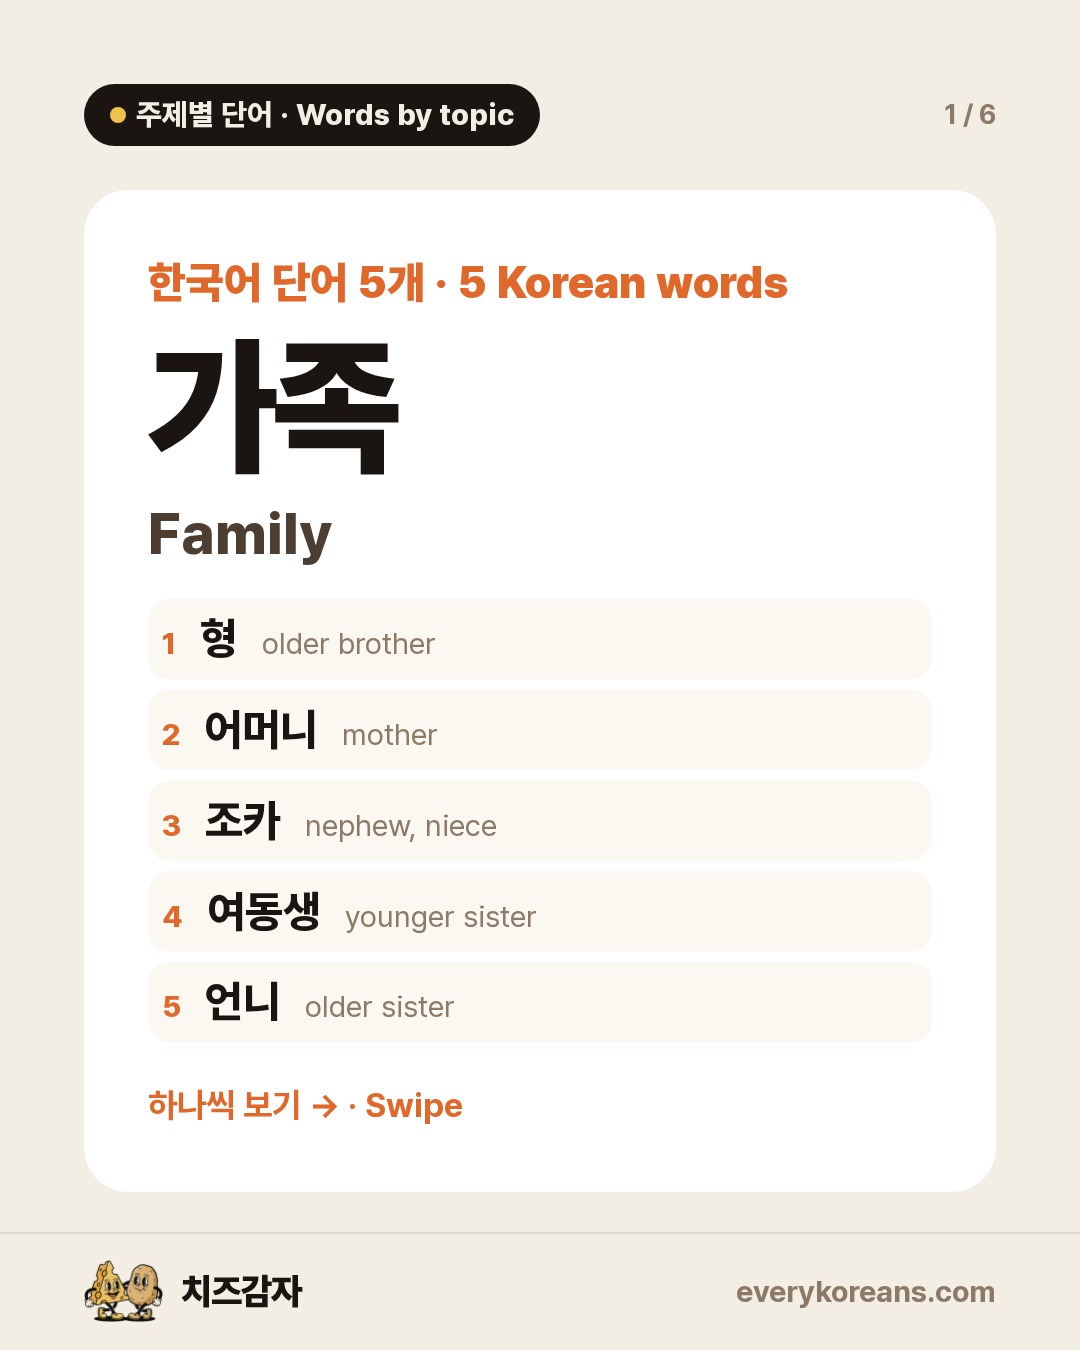 주제별 단어 · Words by topic
1 / 6
한국어 단어 5개 · 5 Korean words
가족
Family
1 형 older brother
2 어머니 mother
3 조카 nephew, niece
4 여동생 younger sister
5 언니 older sister
하나씩 보기 → · Swipe
치즈감자
everykoreans.com